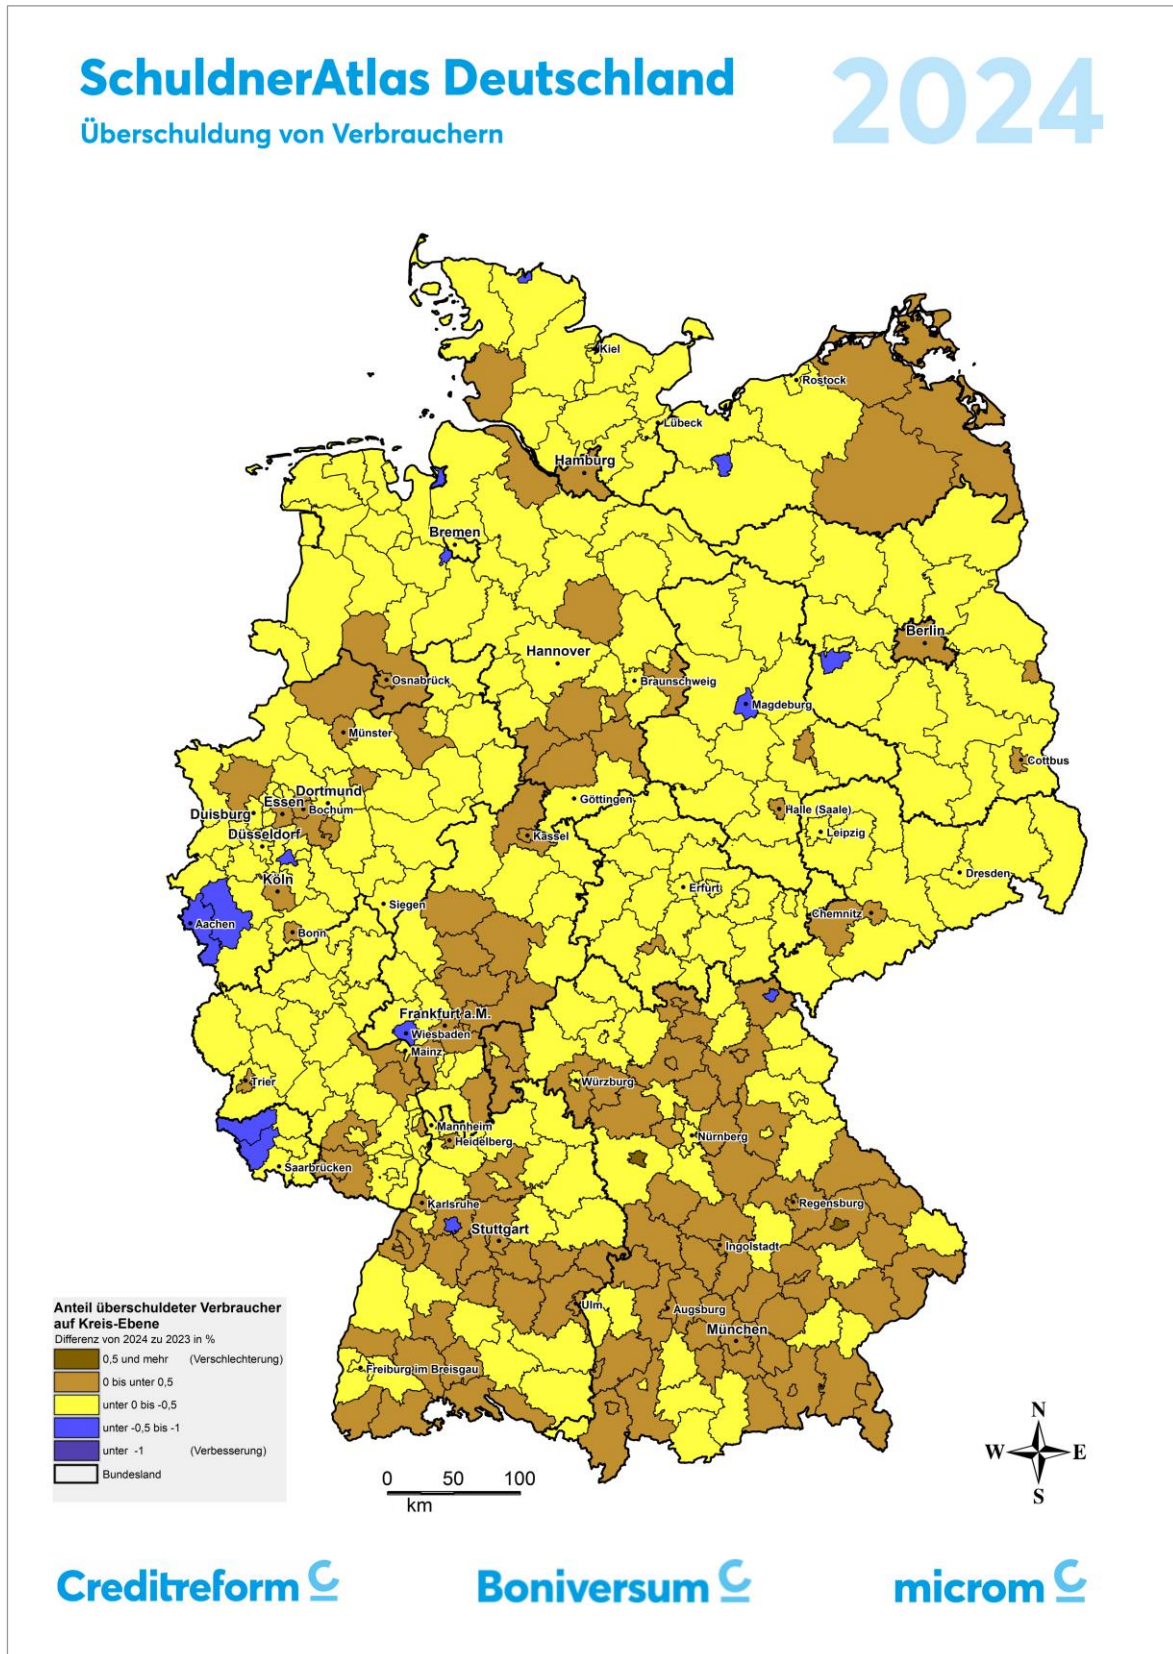 SchuldnerAtlas Deutschland
2024
Überschuldung von Verbrauchern
Kiel
Rostock
Lübeck
Hamburg
Bremen
Berlin
Hannover
Osnabrück
Braunschweig
Magdeburg
Münster
Cottbus
Dortmund
Essen
Bochum
Duisburg
Göttingen
Halle (Saale)
Düsseldorf
Kassel
Leipzig
Dresden
Köln
Erfurt
Siegen
Chemnitz
Aachen
Bonn
Frankfurt a.M.
Wiesbaden
Mainz
Trier
Würzburg
Mannheim
Nürnberg
Heidelberg
Saarbrücken
Karlsruhe
Regensburg
Stuttgart
Ingolstadt
Ulm
Augsburg
München
Freiburg im Breisgau
Anteil überschuldeter Verbraucher
auf Kreis-Ebene
Differenz von 2024 zu 2023 in %
0,5 und mehr (Verschlechterung)
0 bis unter 0,5
unter 0 bis -0,5
unter -0,5 bis -1
unter -1 (Verbesserung)
Bundesland
0 50 100
km
N
W E
S
Creditreform C Boniversum C microm C